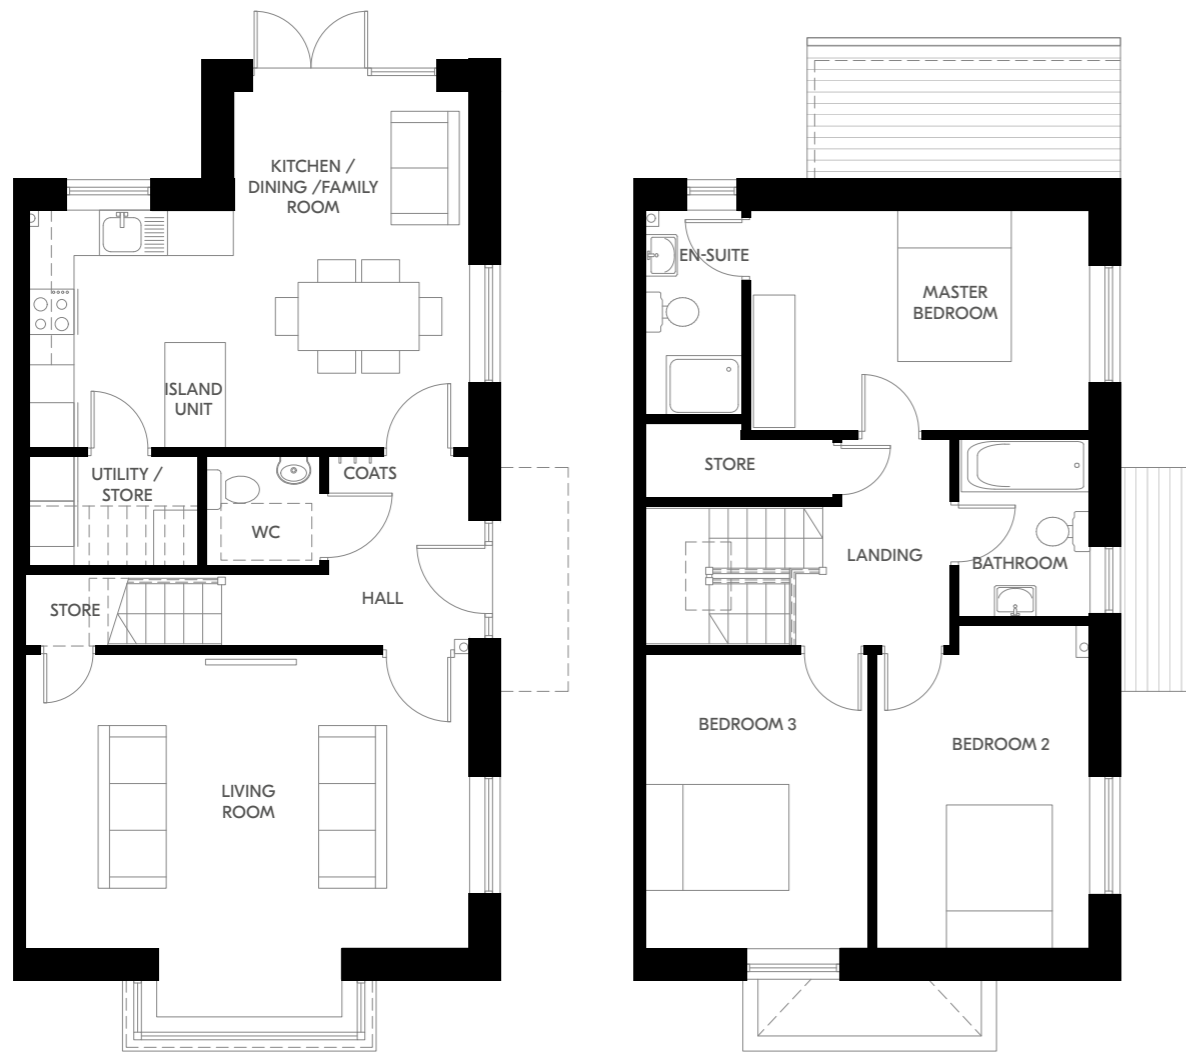 KITCHEN /
DINING /FAMILY
ROOM
ISLAND
UNIT
UTILITY /
STORE
COATS
WC
HALL
STORE
LIVING
ROOM
EN-SUITE
MASTER
BEDROOM
STORE
LANDING
BATHROOM
BEDROOM 3
BEDROOM 2